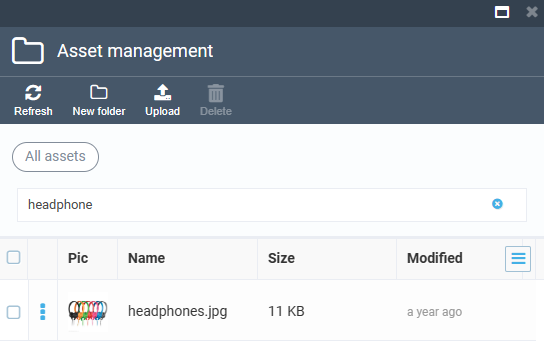 Asset management
Refresh New folder Upload Delete
All assets
headphone
Pic Name Size Modified
headphones.jpg 11 KB a year ago